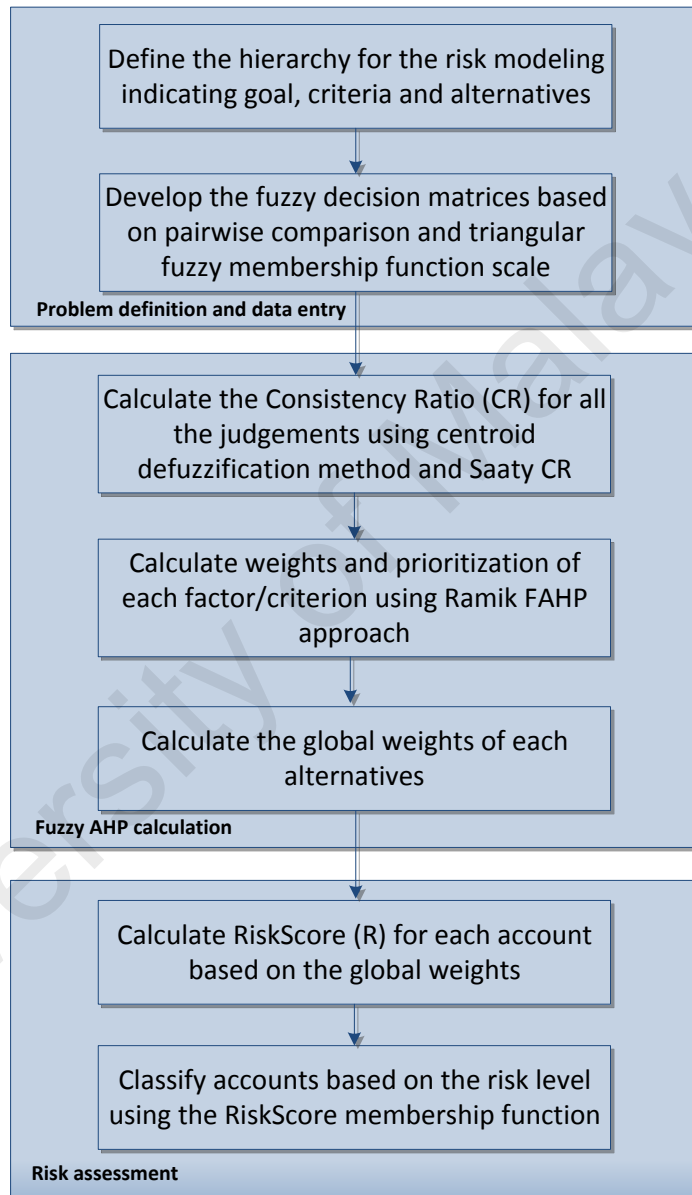 Define the hierarchy for the risk modeling
indicating goal, criteria and alternatives
Develop the fuzzy decision matrices based
on pairwise comparison and triangular
fuzzy membership function scale
Problem definition and data entry
Calculate the Consistency Ratio (CR) for all
the judgements using centroid
defuzzification method and Saaty CR
Calculate weights and prioritization of
each factor/criterion using Ramik FAHP
approach
Calculate the global weights of each
alternatives
Fuzzy AHP calculation
Calculate RiskScore (R) for each account
based on the global weights
Classify accounts based on the risk level
using the RiskScore membership function
Risk assessment
ersity of Malay